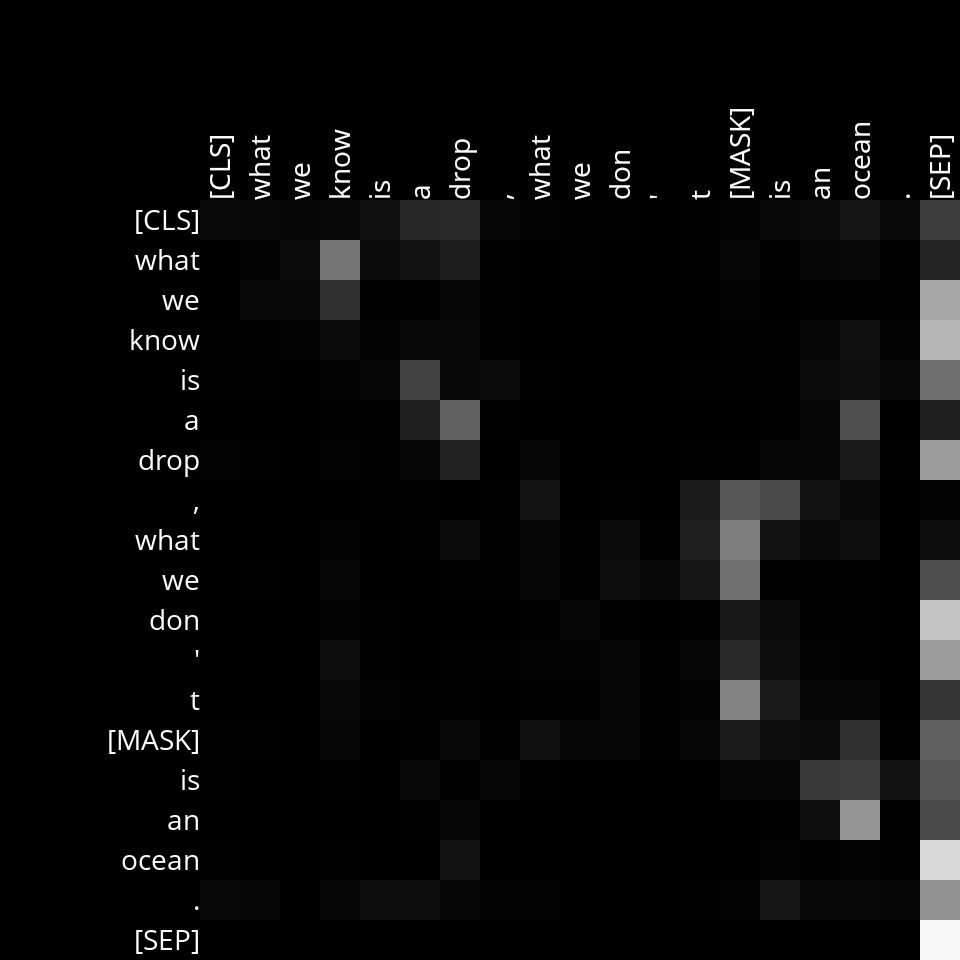 [CLS] what we know is a drop , what we don ' t [MASK] is an ocean . [SEP]
[CLS]
what
we
know
is
a
drop
,
what
we
don
'
t
[MASK]
is
an
ocean
.
[SEP]